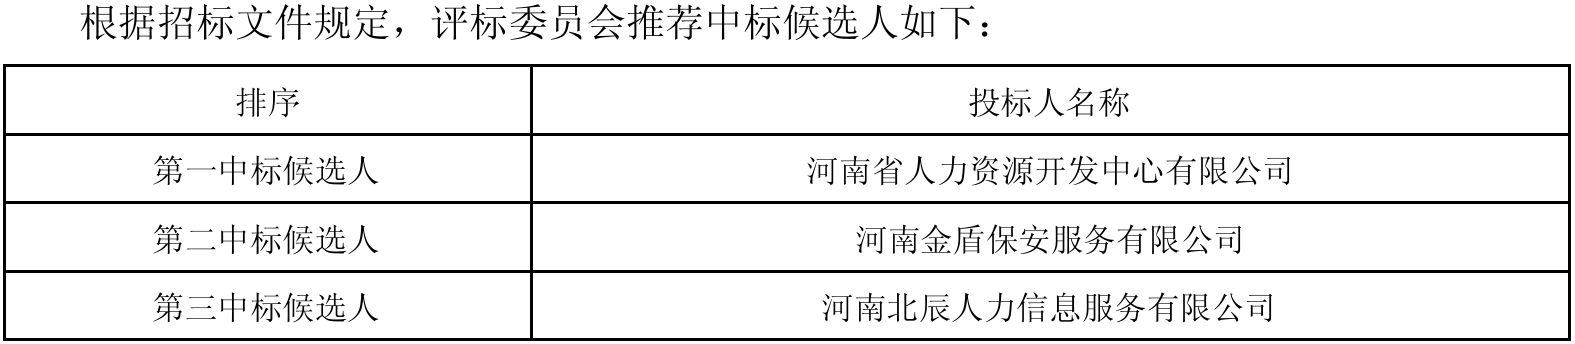 根据招标文件规定，评标委员会推荐中标候选人如下：
排序 投标人名称
第一中标候选人 河南省人力资源开发中心有限公司
第二中标候选人 河南金盾保安服务有限公司
第三中标候选人 河南北辰人力信息服务有限公司